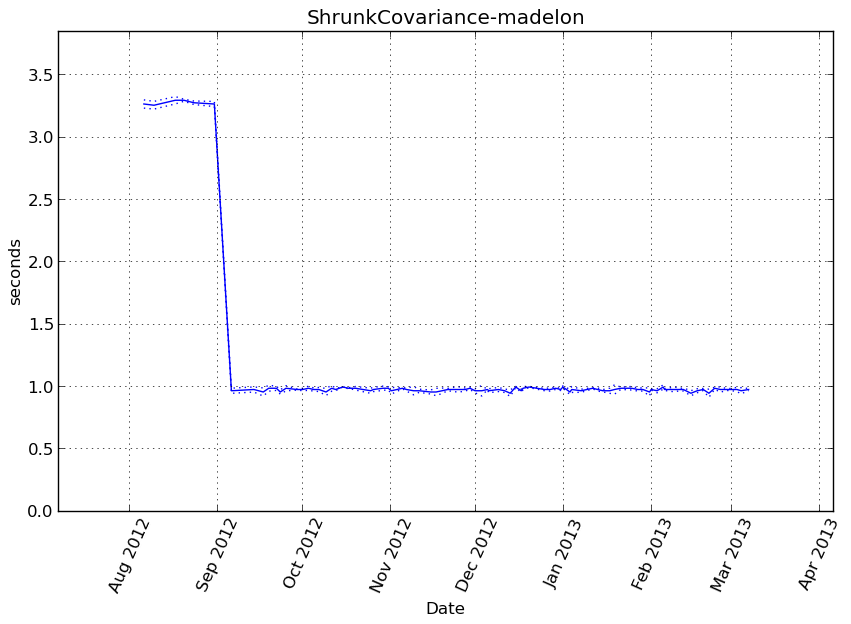 ShrunkCovariance-madelon
3.5
3.0
2.5
2.0
1.5
1.0
0.5
0.0
seconds
Aug 2012
Sep 2012
Oct 2012
Nov 2012
Dec 2012
Jan 2013
Feb 2013
Mar 2013
Apr 2013
Date